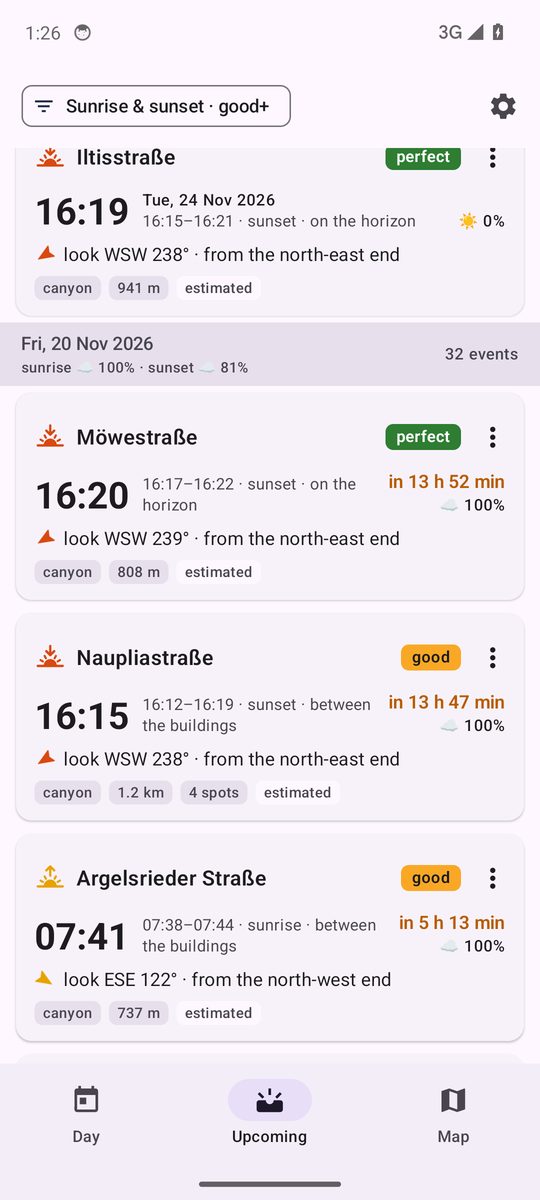 1:26
3G
Sunrise & sunset · good+
Iltisstraße
perfect
16:19
Tue, 24 Nov 2026
16:15–16:21 · sunset · on the horizon
0%
look WSW 238° · from the north-east end
canyon
941 m
estimated
Fri, 20 Nov 2026
sunrise 100% · sunset 81%
32 events
Möwestraße
perfect
16:20
16:17–16:22 · sunset · on the
horizon
in 13 h 52 min
100%
look WSW 239° · from the north-east end
canyon
808 m
estimated
Naupliastraße
good
16:15
16:12–16:19 · sunset · between
the buildings
in 13 h 47 min
100%
look WSW 238° · from the north-east end
canyon
1.2 km
4 spots
estimated
Argelsrieder Straße
good
07:41
07:38–07:44 · sunrise · between
the buildings
in 5 h 13 min
100%
look ESE 122° · from the north-west end
canyon
737 m
estimated
Day
Upcoming
Map